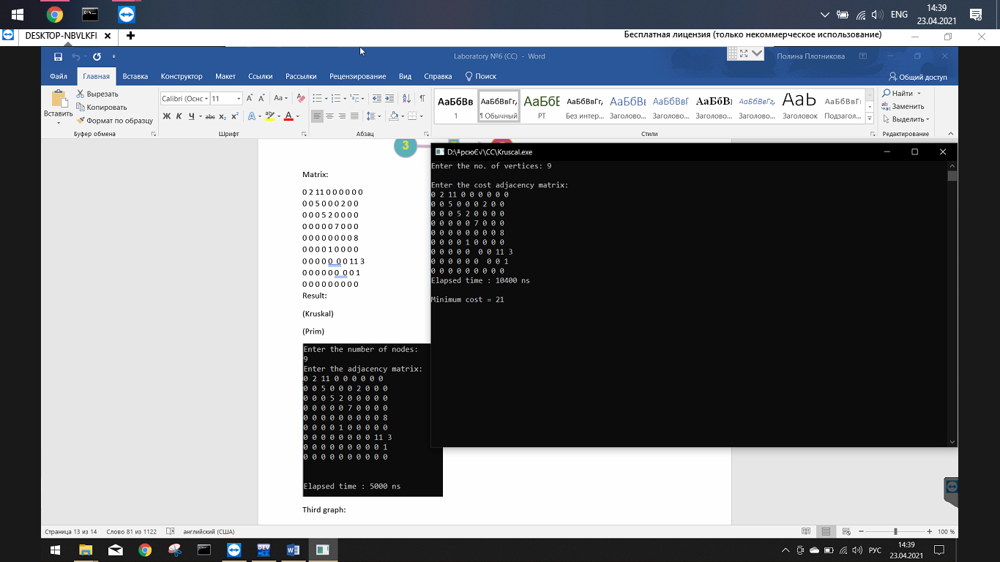 14:39
ENG
23.04.2021
DESKTOP-NBVLKFI
Бесплатная лицензия (только некоммерческое использование)
Laboratory №6 (CC) - Word
Полина Плотникова
Файл Главная Вставка Конструктор Макет Ссылки Рассылки Рецензирование Вид Справка Поиск
Общий доступ
Вставить
Вырезать
Копировать
Формат по образцу
Буфер обмена
Calibri (Оснс 11
Ж К Ч abc x₂ x²
Шрифт
Абзац
АаБбВв АаБбВвГг, АаБбЕ АаБбВвГг, АаБбВı АаБбВвГ АаБбВı АаБбВвГг АаБ АаБбВвГг
1 ¶ Обычный РТ Без интер... Заголово... Заголово... Заголово... Заголово... Заголовок Подзагол...
Стили
Найти
Заменить
Выделить
Редактирование
3
Matrix:
0 2 11 0 0 0 0 0 0
0 0 5 0 0 0 2 0 0
0 0 0 5 2 0 0 0 0
0 0 0 0 0 7 0 0 0
0 0 0 0 0 0 0 0 8
0 0 0 0 1 0 0 0 0
0 0 0 0 0  0 0 11 3
0 0 0 0 0 0  0 0 1
0 0 0 0 0 0 0 0 0
Result:
(Kruskal)
(Prim)
Enter the number of nodes:
9
Enter the adjacency matrix:
0 2 11 0 0 0 0 0 0
0 0 5 0 0 0 2 0 0 0
0 0 0 5 2 0 0 0 0 0
0 0 0 0 0 7 0 0 0 0
0 0 0 0 0 0 0 0 0 8
0 0 0 0 1 0 0 0 0 0
0 0 0 0 0 0 0 0 11 3
0 0 0 0 0 0 0 0 0 1
0 0 0 0 0 0 0 0 0 0
Elapsed time : 5000 ns
Third graph:
D:\╨рсюЄ√\CC\Kruscal.exe
Enter the no. of vertices: 9
Enter the cost adjacency matrix:
0 2 11 0 0 0 0 0 0
0 0 5 0 0 0 2 0 0
0 0 0 5 2 0 0 0 0
0 0 0 0 0 7 0 0 0
0 0 0 0 0 0 0 0 8
0 0 0 0 1 0 0 0 0
0 0 0 0 0  0 0 11 3
0 0 0 0 0 0  0 0 1
0 0 0 0 0 0 0 0 0
Elapsed time : 10400 ns
Minimum cost = 21
Страница 13 из 14 Слово 81 из 1122 английский (США)
100 %
DEV
РУС
14:39
23.04.2021